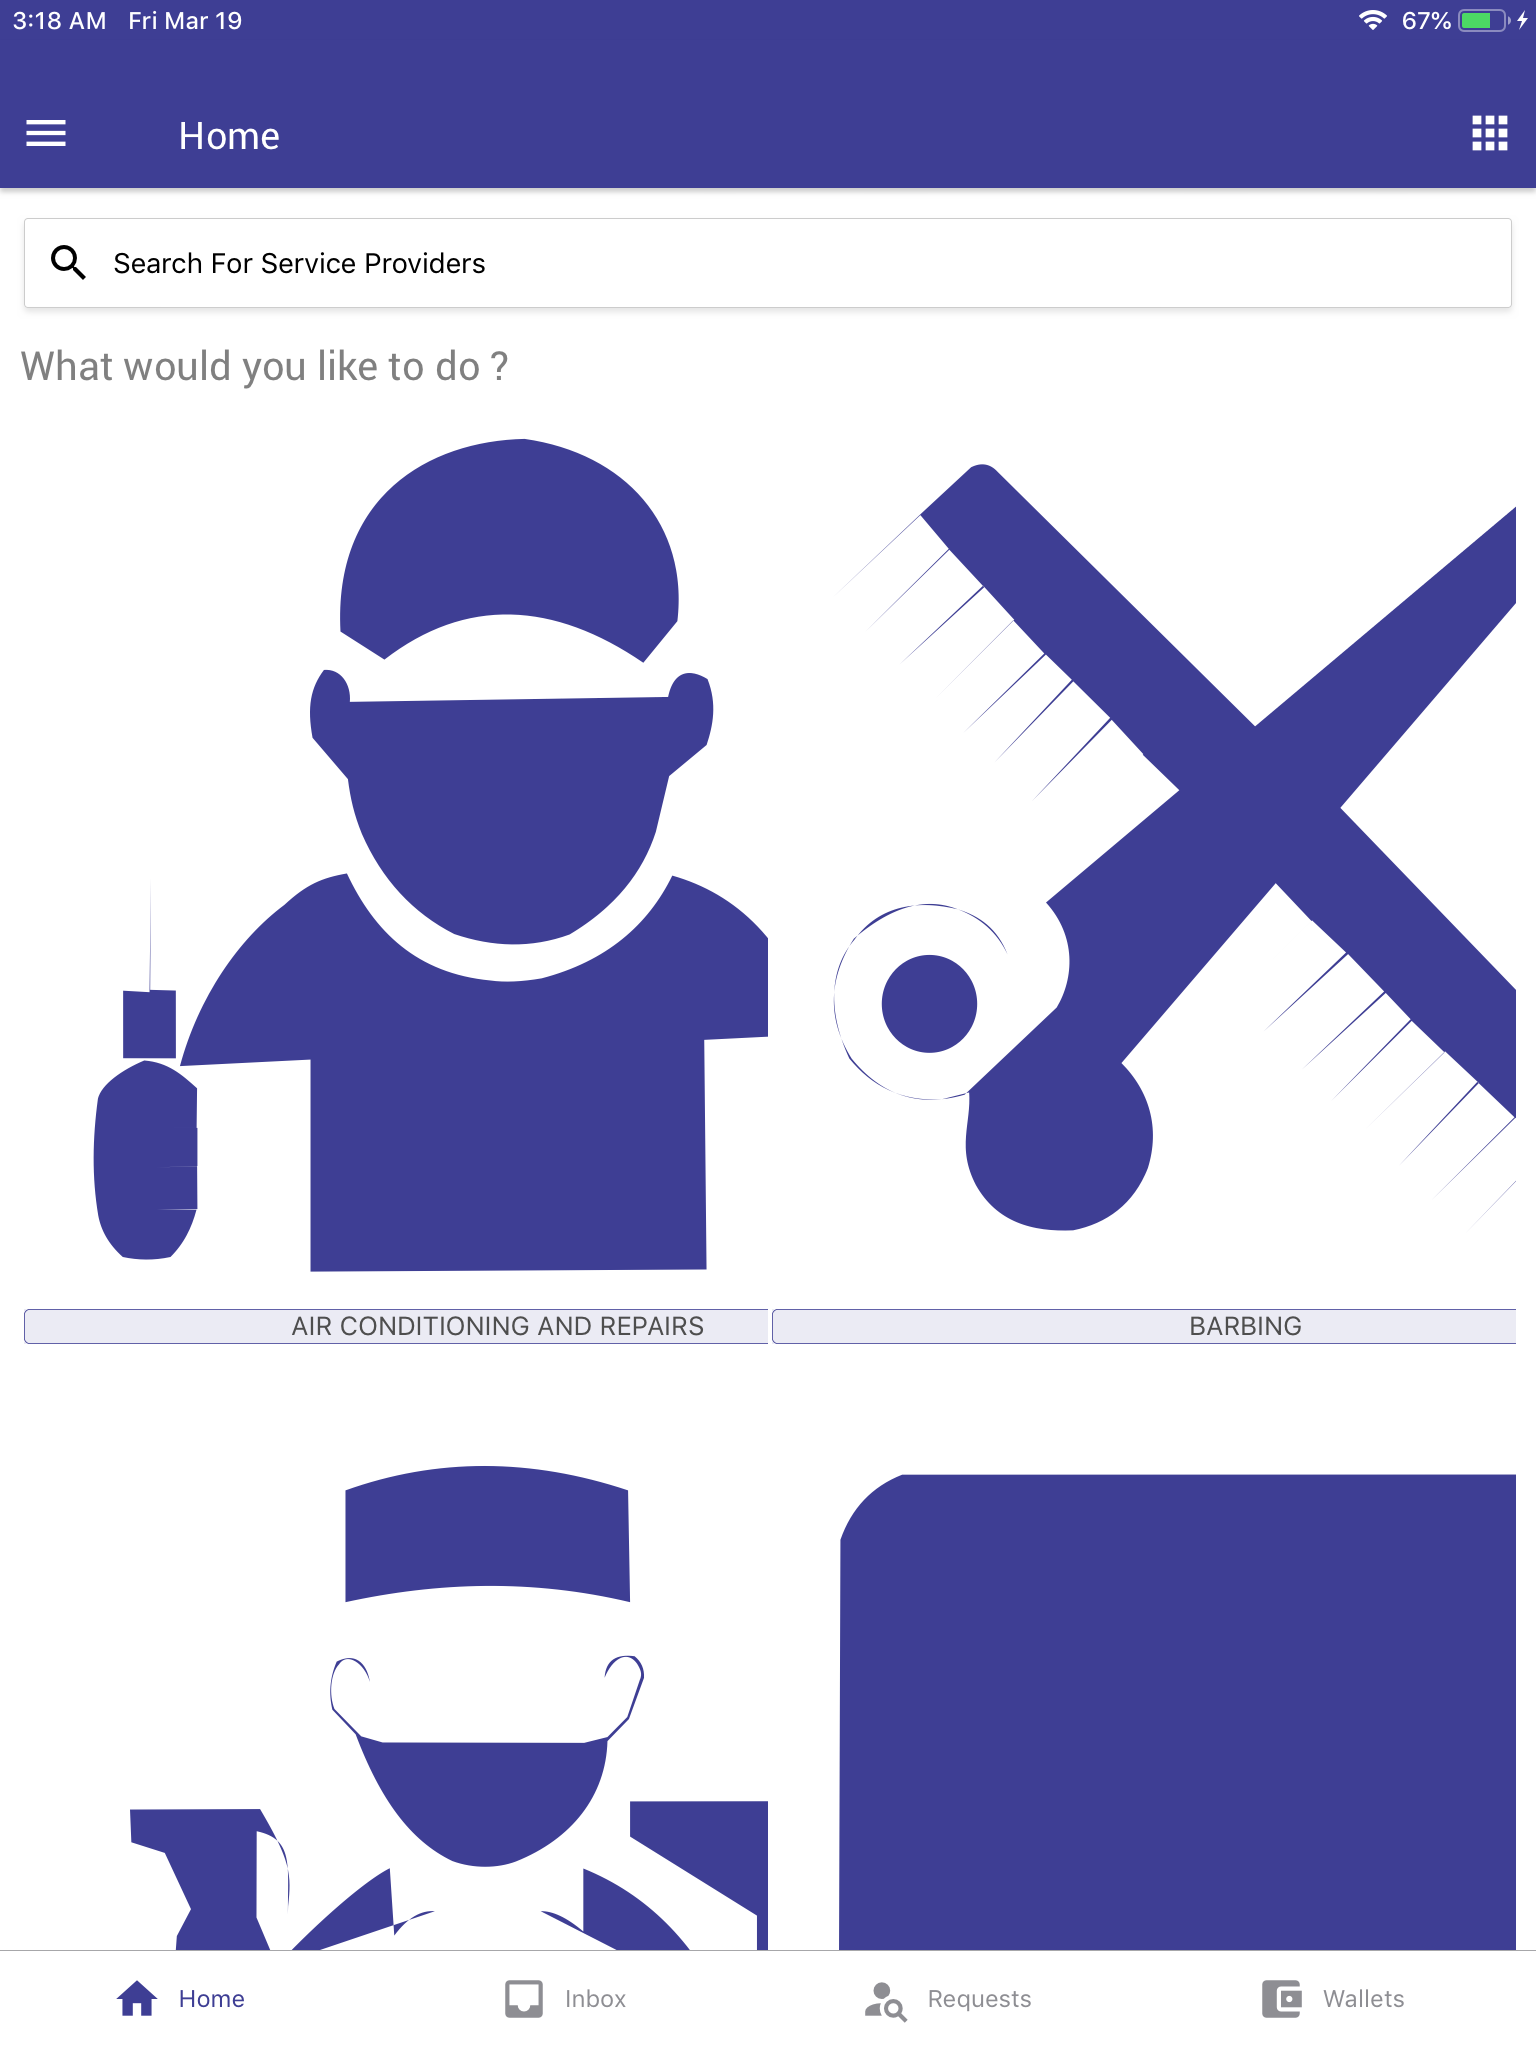 3:18 AM Fri Mar 19 67%
Home
Search For Service Providers
What would you like to do ?
AIR CONDITIONING AND REPAIRS
BARBING
Home Inbox Requests Wallets